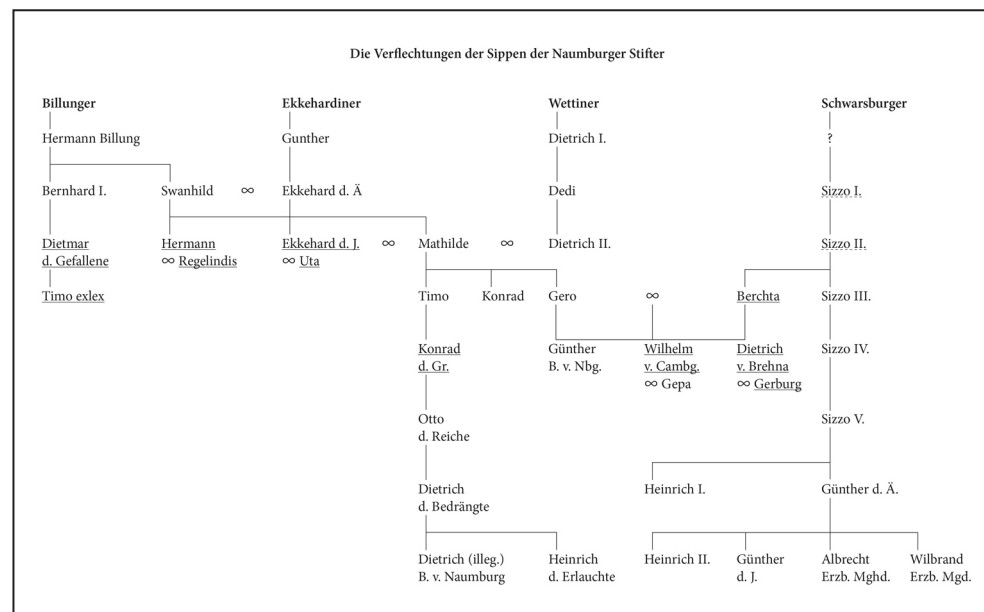 Die Verflechtungen der Sippen der Naumburger Stifter
Billunger Ekkehardiner Wettiner Schwarsburger
Hermann Billung Gunther Dietrich I. ?
Bernhard I. Swanhild ∞ Ekkehard d. Ä Dedi Sizzo I.
Dietmar Hermann Ekkehard d. J. ∞ Mathilde ∞ Dietrich II. Sizzo II.
d. Gefallene ∞ Regelindis ∞ Uta
Timo exlex Timo Konrad Gero ∞ Berchta Sizzo III.
Konrad Günther Wilhelm Dietrich Sizzo IV.
d. Gr. B. v. Nbg. v. Cambg. v. Brehna
∞ Gepa ∞ Gerburg
Otto Sizzo V.
d. Reiche
Dietrich Heinrich I. Günther d. Ä.
d. Bedrängte
Dietrich (illeg.) Heinrich Heinrich II. Günther Albrecht Wilbrand
B. v. Naumburg d. Erlauchte d. J. Erzb. Mghd. Erzb. Mgd.